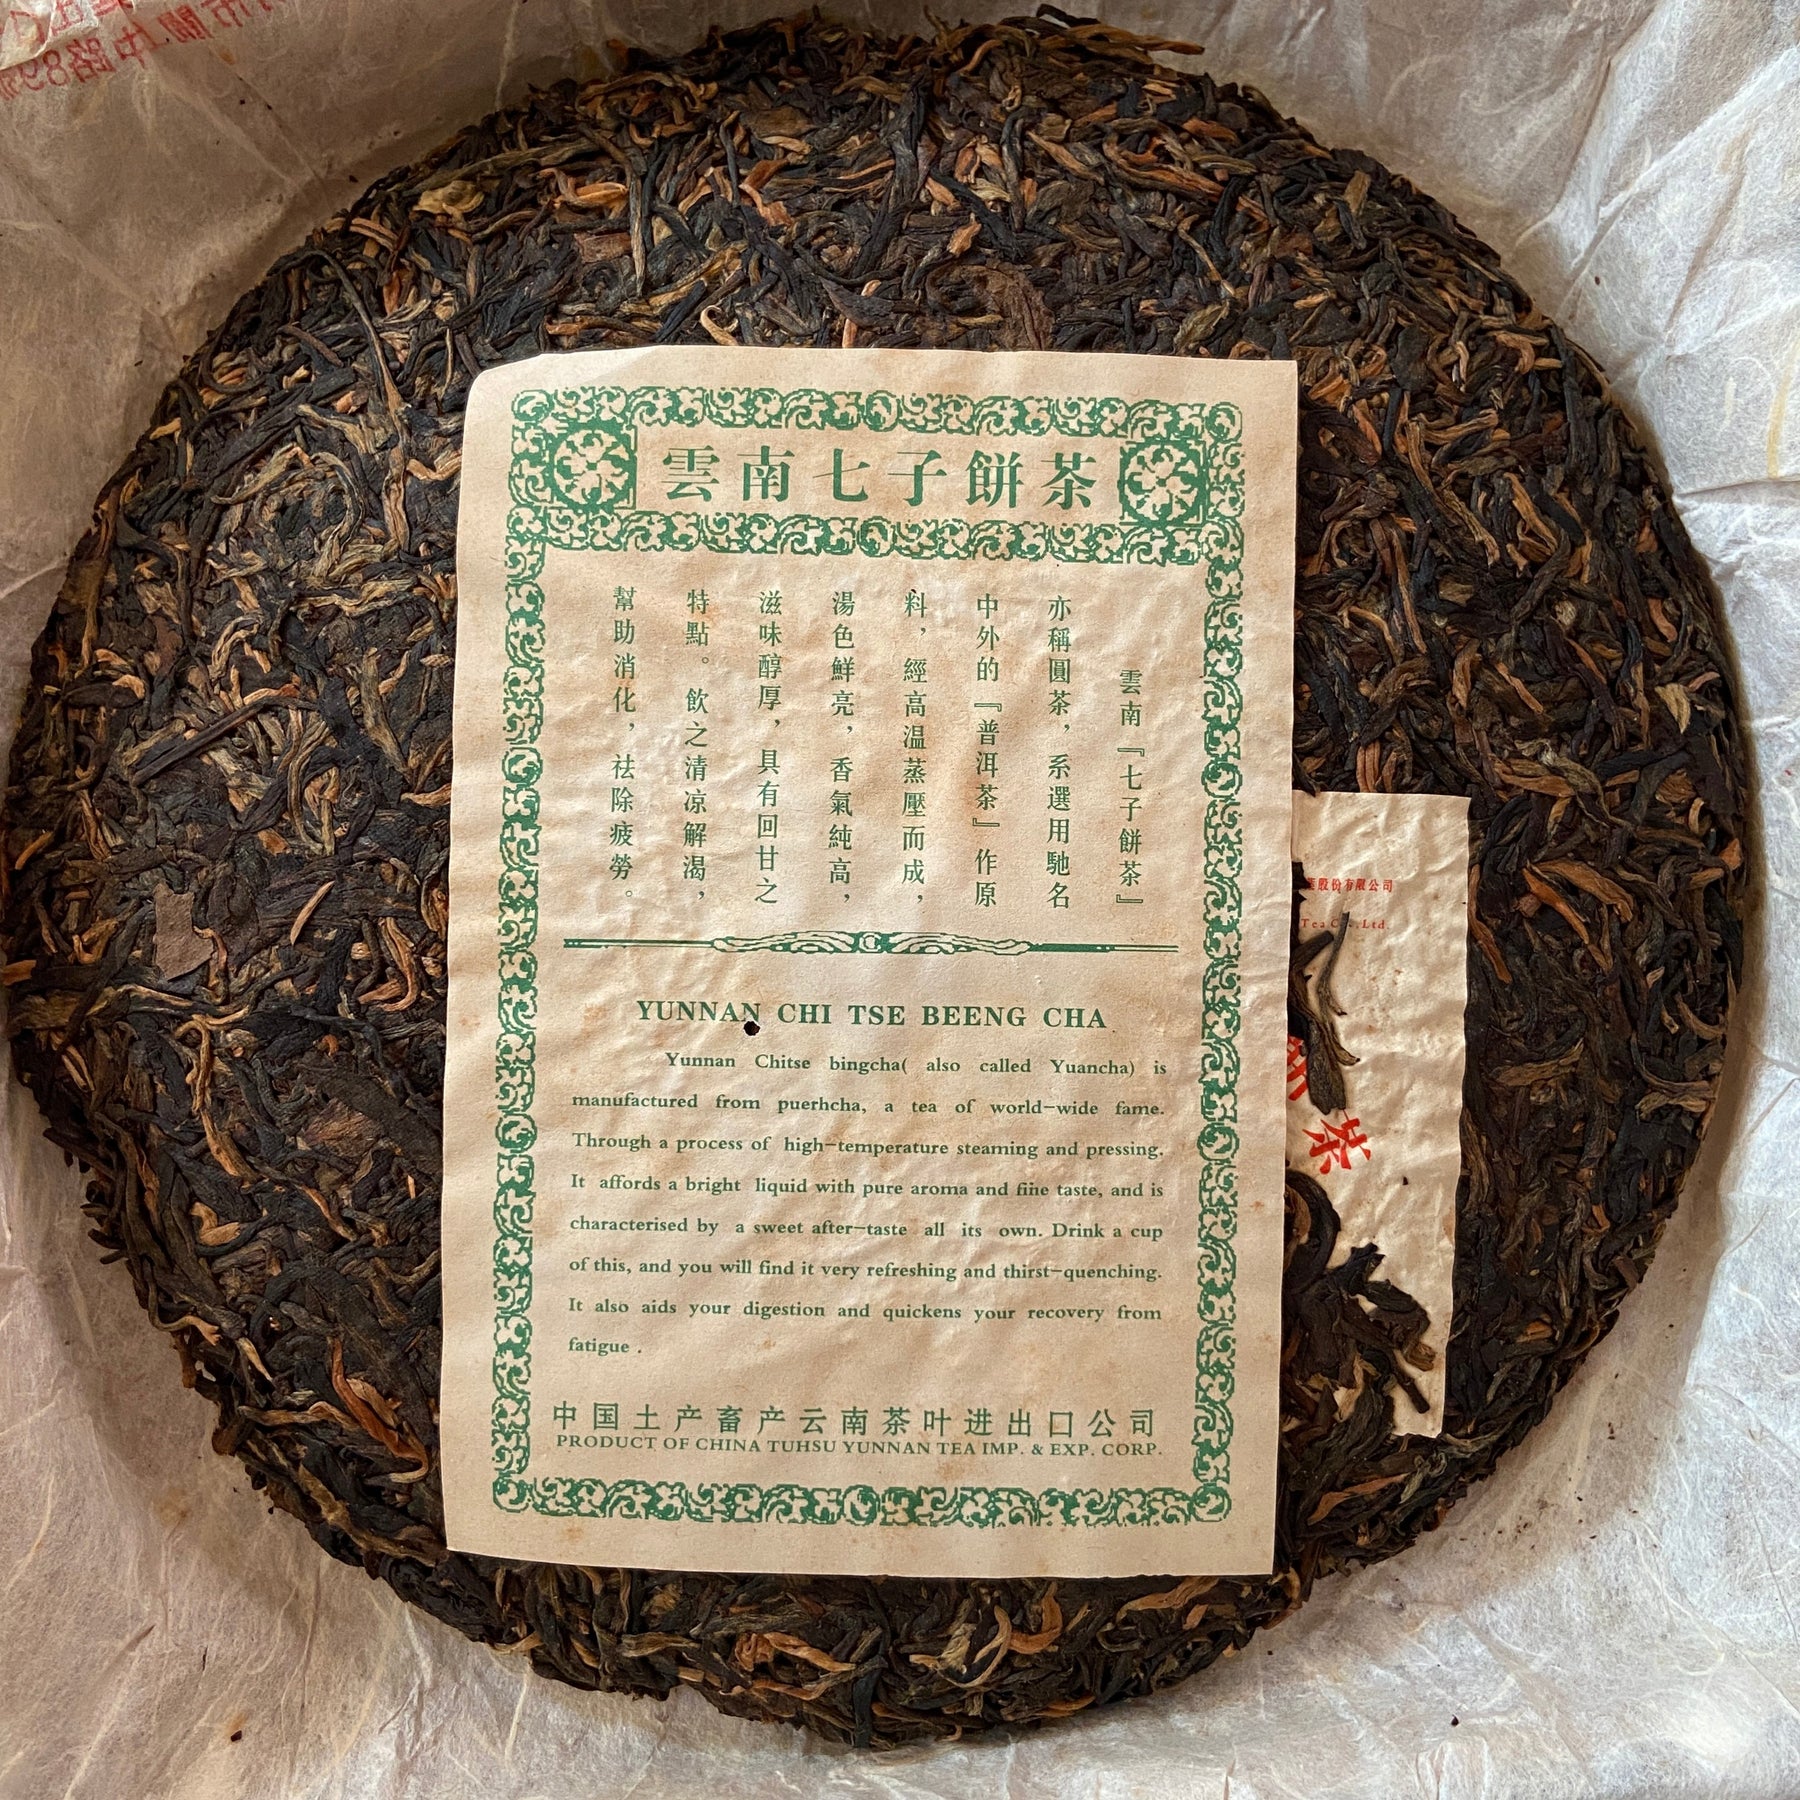 雲南七子餅茶
雲南『七子餅茶』
亦稱圓茶，系選用馳名
中外的『普洱茶』作原
料，經高温蒸壓而成，
湯色鮮亮，香氣純高，
滋味醇厚，具有回甘之
特點。飲之清凉解渴，
幫助消化，祛除疲勞。
YUNNAN CHI TSE BEENG CHA
Yunnan Chitse bingcha( also called Yuancha) is
manufactured from puerhcha, a tea of world-wide fame.
Through a process of high-temperature steaming and pressing.
It affords a bright liquid with pure aroma and fine taste, and is
characterised by a sweet after-taste all its own. Drink a cup
of this, and you will find it very refreshing and thirst-quenching.
It also aids your digestion and quickens your recovery from
fatigue .
中国土产畜产云南茶叶进出口公司
PRODUCT OF CHINA TUHSU YUNNAN TEA IMP. & EXP. CORP.
股份有限公司
Tea Co.,Ltd.
餅
茶